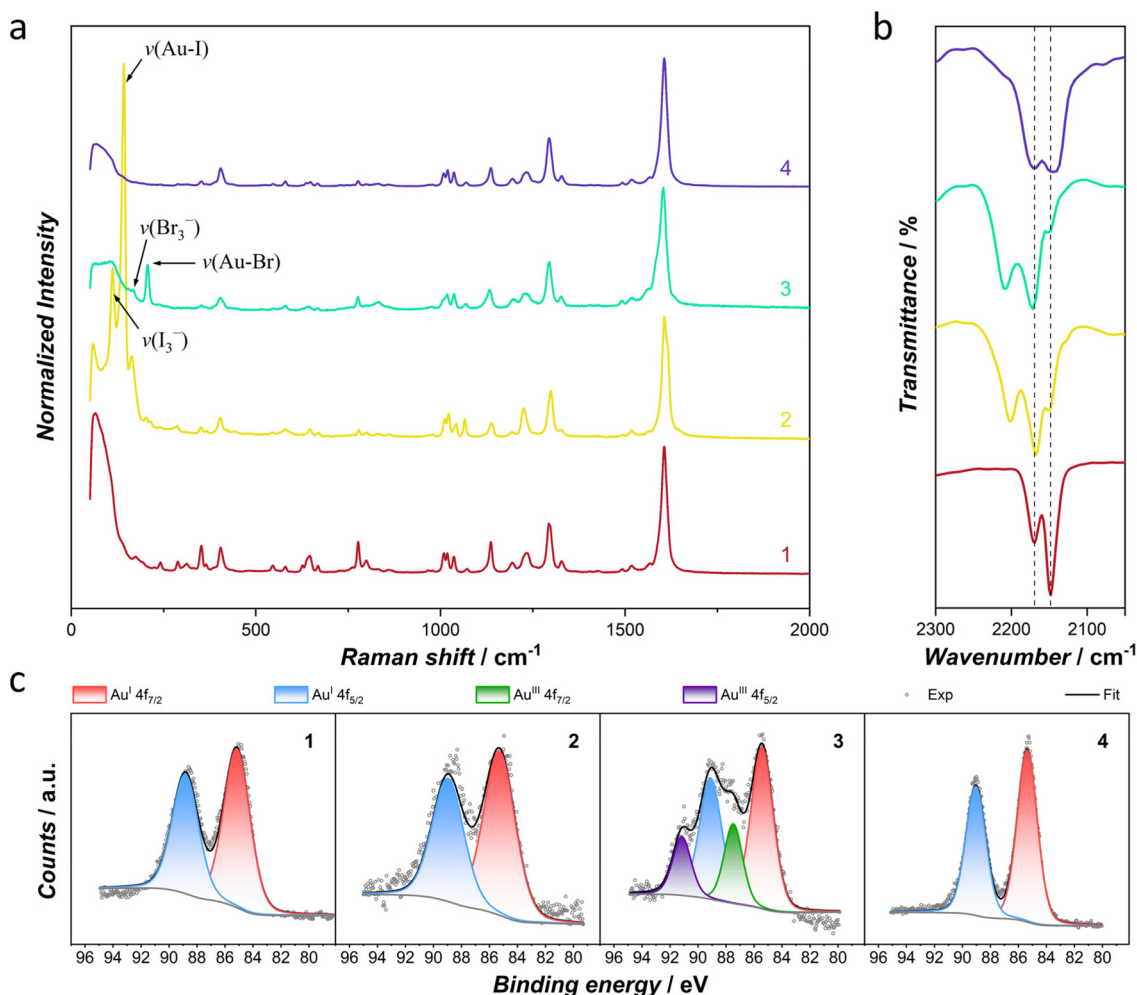 a
ν(Au-I)
4
ν(Br₃⁻)
ν(Au-Br)
3
ν(I₃⁻)
2
1
Normalized Intensity
0 500 1000 1500 2000
Raman shift / cm⁻¹
b
4
3
2
1
Transmittance / %
2300 2200 2100
Wavenumber / cm⁻¹
c
Auᴵ 4f₇/₂ Auᴵ 4f₅/₂ Auᴵᴵᴵ 4f₇/₂ Auᴵᴵᴵ 4f₅/₂ Exp Fit
1 2 3 4
Counts / a.u.
96 94 92 90 88 86 84 82 80 96 94 92 90 88 86 84 82 80 96 94 92 90 88 86 84 82 80 96 94 92 90 88 86 84 82 80
Binding energy / eV